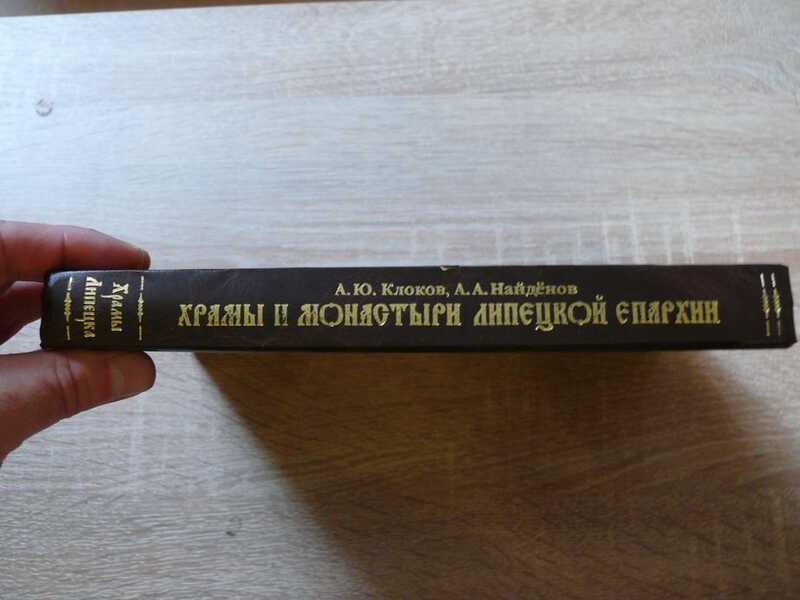 А. Ю. Клоков, А. А. Найдёнов
ХРАМЫ И МОНАСТЫРИ ЛИПЕЦКОЙ ЕПАРХИИ
Храмы
Липецка